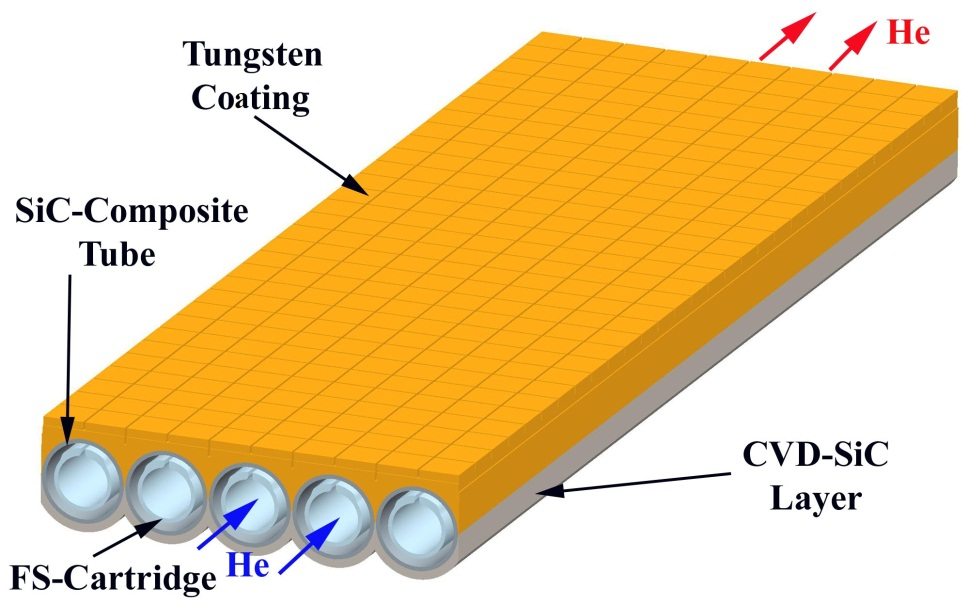 He
Tungsten
Coating
SiC-Composite
Tube
CVD-SiC
Layer
He
FS-Cartridge